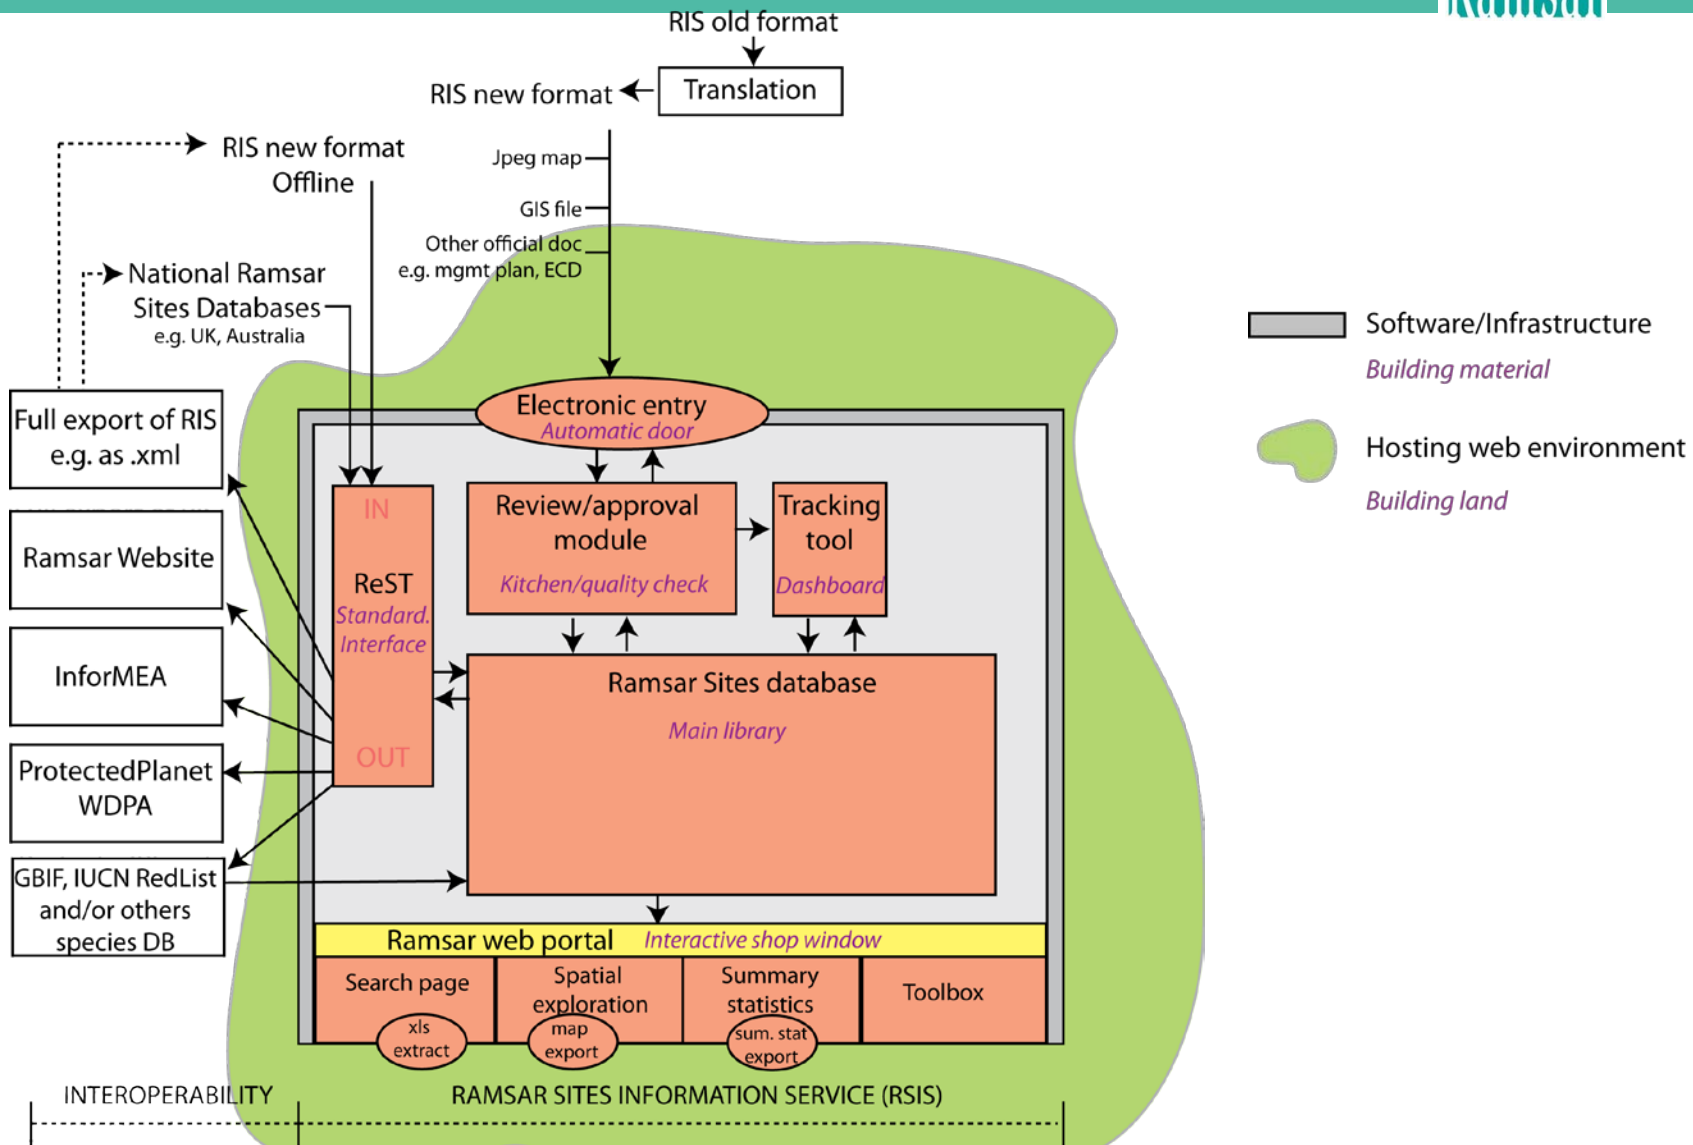 Ramsar
RIS old format
Translation
RIS new format
RIS new format
Offline
Jpeg map
GIS file
Other official doc
e.g. mgmt plan, ECD
National Ramsar
Sites Databases
e.g. UK, Australia
Software/Infrastructure
Building material
Hosting web environment
Building land
Full export of RIS
e.g. as .xml
Ramsar Website
InforMEA
ProtectedPlanet
WDPA
GBIF, IUCN RedList
and/or others
species DB
Electronic entry
Automatic door
IN
ReST
Standard.
Interface
OUT
Review/approval
module
Kitchen/quality check
Tracking
tool
Dashboard
Ramsar Sites database
Main library
Ramsar web portal Interactive shop window
Search page
xls
extract
Spatial
exploration
map
export
Summary
statistics
sum. stat
export
Toolbox
INTEROPERABILITY
RAMSAR SITES INFORMATION SERVICE (RSIS)